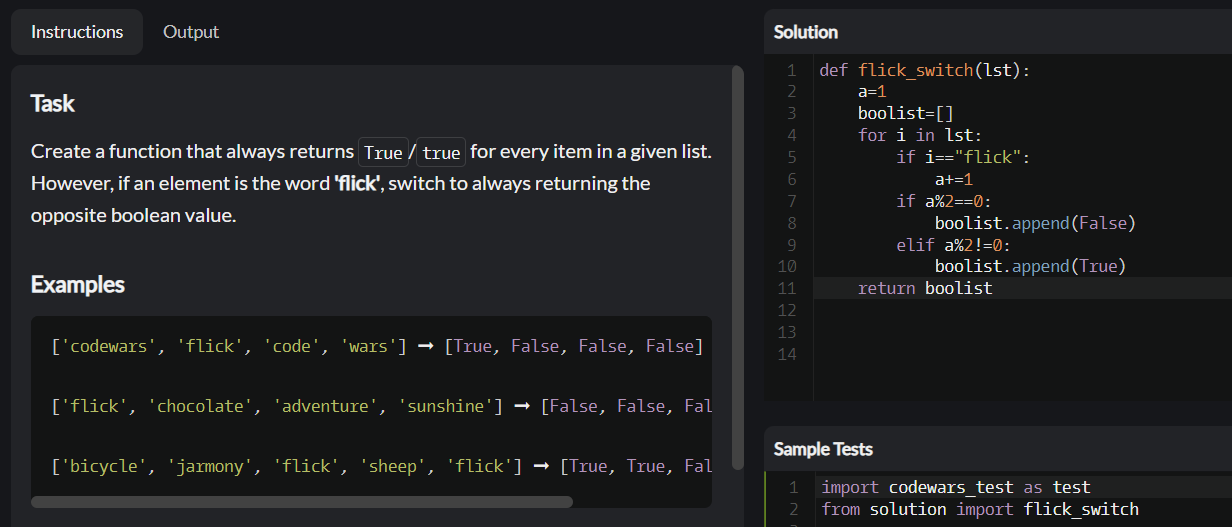 Instructions Output
Task
Create a function that always returns True/true for every item in a given list.
However, if an element is the word 'flick', switch to always returning the
opposite boolean value.
Examples
['codewars', 'flick', 'code', 'wars'] ➞ [True, False, False, False]
['flick', 'chocolate', 'adventure', 'sunshine'] ➞ [False, False, Fal
['bicycle', 'jarmony', 'flick', 'sheep', 'flick'] ➞ [True, True, Fal
Solution
1 def flick_switch(lst):
2     a=1
3     boolist=[]
4     for i in lst:
5         if i=="flick":
6             a+=1
7         if a%2==0:
8             boolist.append(False)
9         elif a%2!=0:
10             boolist.append(True)
11     return boolist
12
13
14
Sample Tests
1 import codewars_test as test
2 from solution import flick_switch